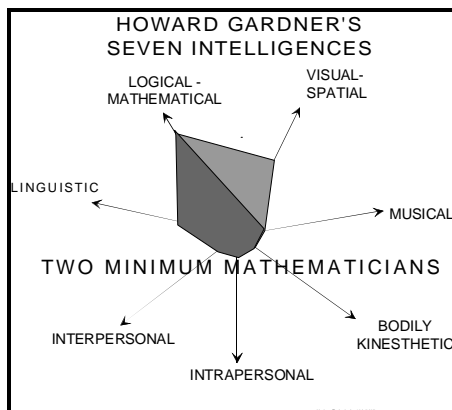 HOWARD GARDNER'S
SEVEN INTELLIGENCES
LOGICAL -
MATHEMATICAL
VISUAL-
SPATIAL
LINGUISTIC
MUSICAL
TWO MINIMUM MATHEMATICIANS
INTERPERSONAL
BODILY
KINESTHETIC
INTRAPERSONAL